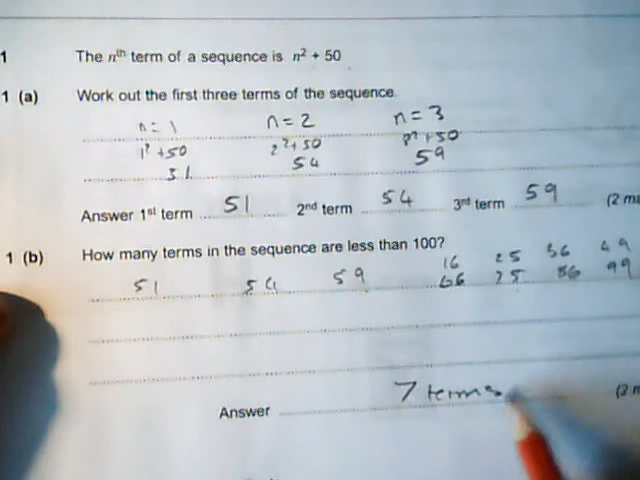 1 The nth term of a sequence is n² + 50
1 (a) Work out the first three terms of the sequence.
n = 1 n = 2 n = 3
1² + 50 2² + 50 3² + 50
51 54 59
Answer 1st term 51 2nd term 54 3rd term 59 (2 ma
1 (b) How many terms in the sequence are less than 100?
16 25 36 49
51 54 59 66 75 86 99
7 terms
Answer (2 m